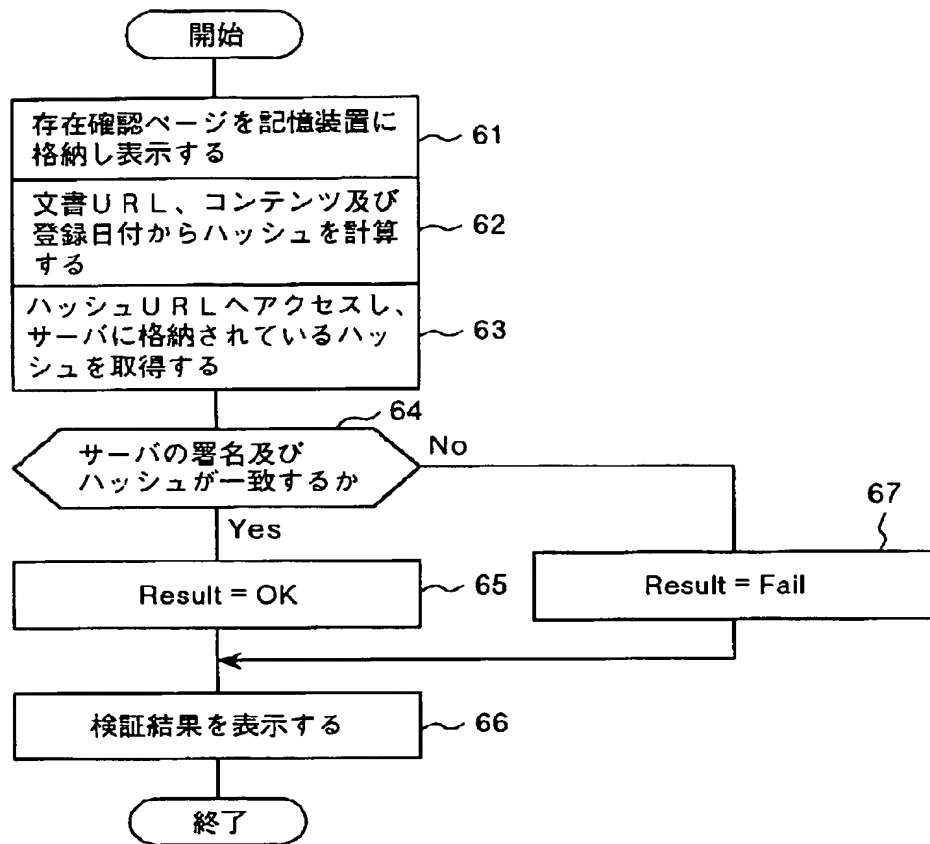 開始
存在確認ページを記憶装置に
格納し表示する
61
文書URL、コンテンツ及び
登録日付からハッシュを計算
する
62
ハッシュURLへアクセスし、
サーバに格納されているハッ
シュを取得する
63
64
サーバの署名及び
ハッシュが一致するか
No
Yes
67
Result = OK
65
Result = Fail
検証結果を表示する
66
終了